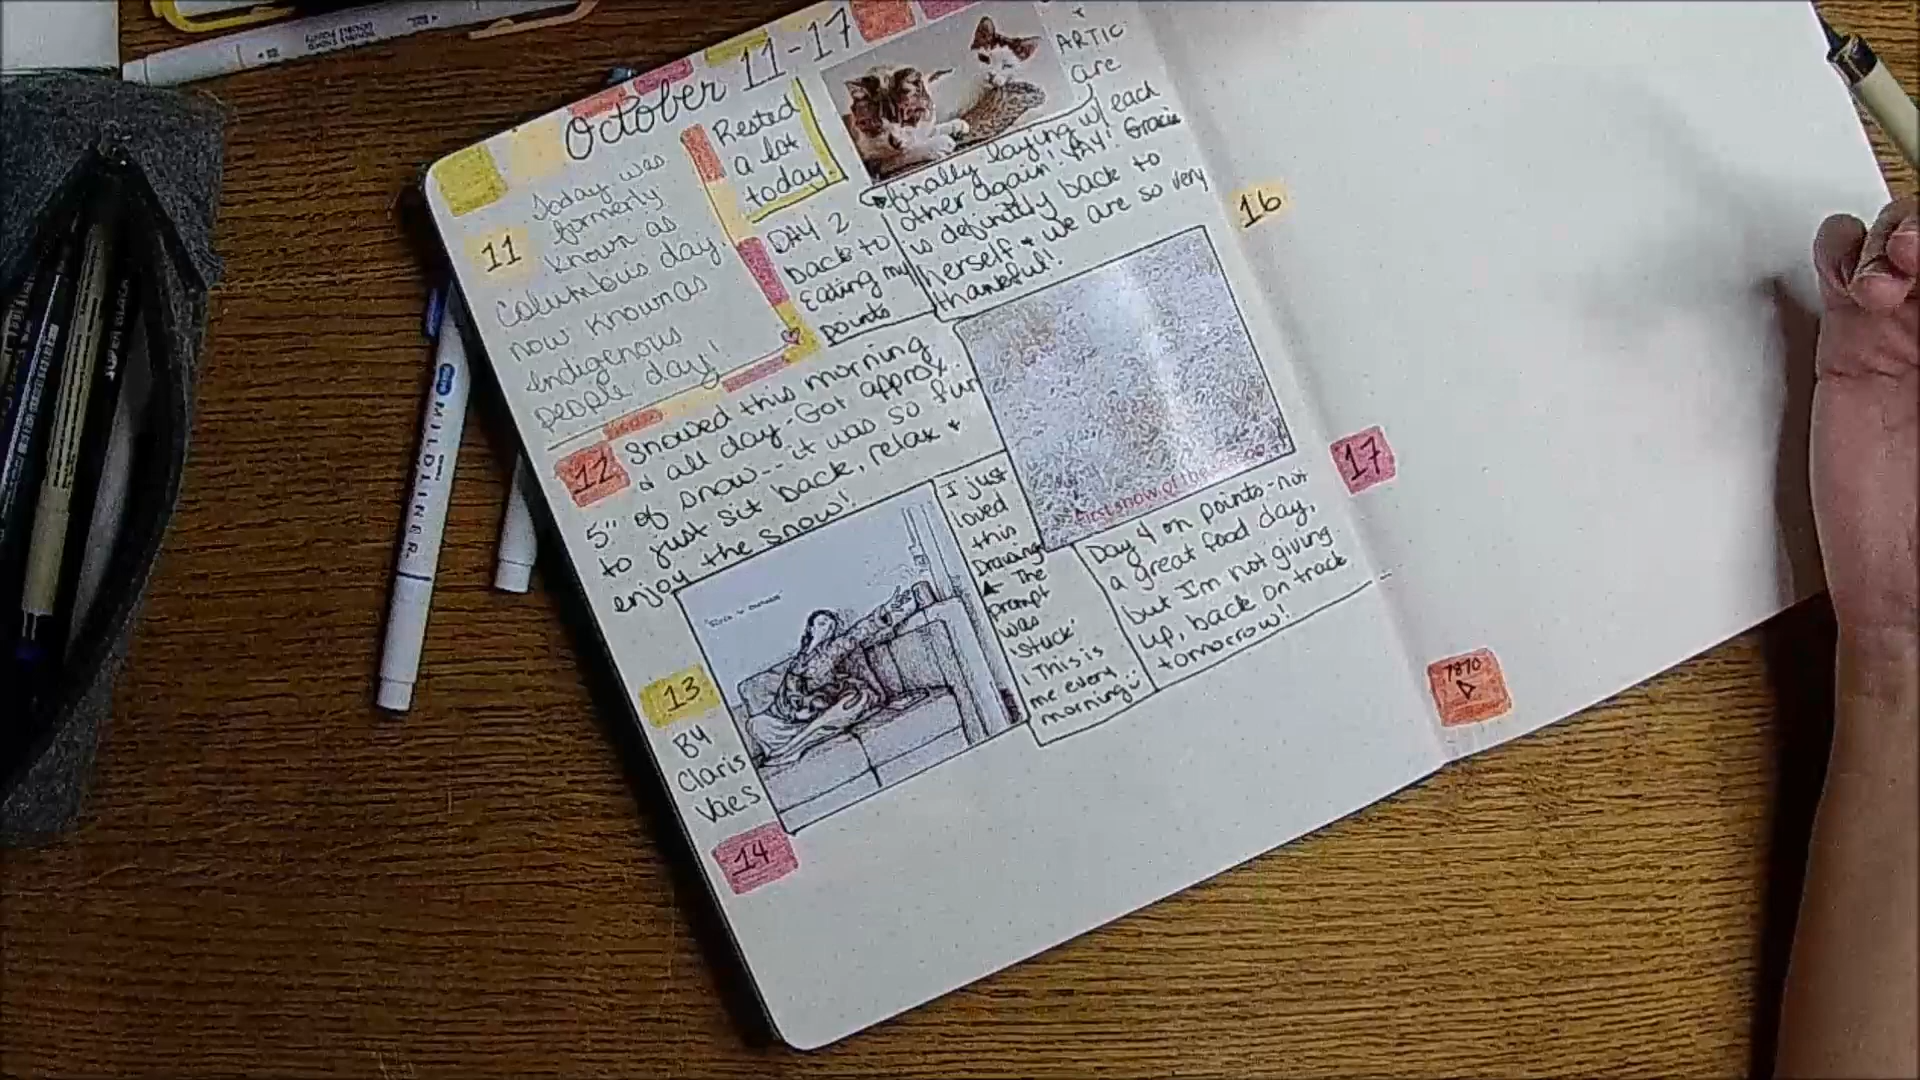 October 11-17
11
Today was
formerly
known as
Columbus day
now known as
Indigenous
people day!
Rested
a lot
today.
DAY 2
back to
Eating my
points
+
ARTIC
are
finally laying w/ each
other again! YAY! Gracie
is definitly back to
herself + we are so very
thankful!
12
Snowed this morning
+ all day - Got approx.
5" of snow -- it was so fun
to just sit back, relax +
enjoy the snow!
First snow of the
13
By
Claris
Vaes
I just
loved
this
The
prompt
was
"Stuck"
This is
me every
morning
Day 4 on points - not
a great food day,
but I'm not giving
up, back on track
tomorrow!
14
16
17
7870
MILDLINER